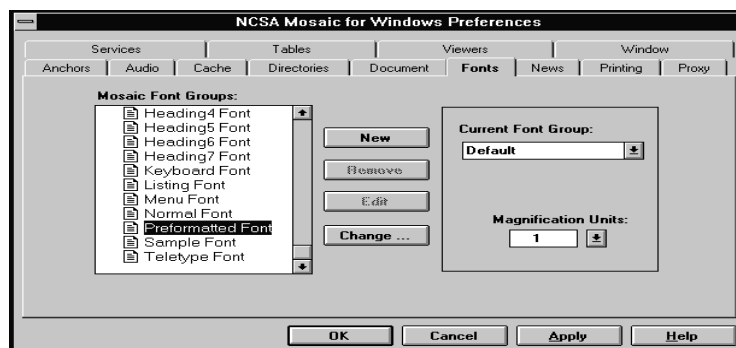 NCSA Mosaic for Windows Preferences
Services Tables Viewers Window
Anchors Audio Cache Directories Document Fonts News Printing Proxy
Mosaic Font Groups:
Heading4 Font
Heading5 Font
Heading6 Font
Heading7 Font
Keyboard Font
Listing Font
Menu Font
Normal Font
Preformatted Font
Sample Font
Teletype Font
New
Remove
Edit
Change ...
Current Font Group:
Default
Magnification Units:
1
OK Cancel Apply Help